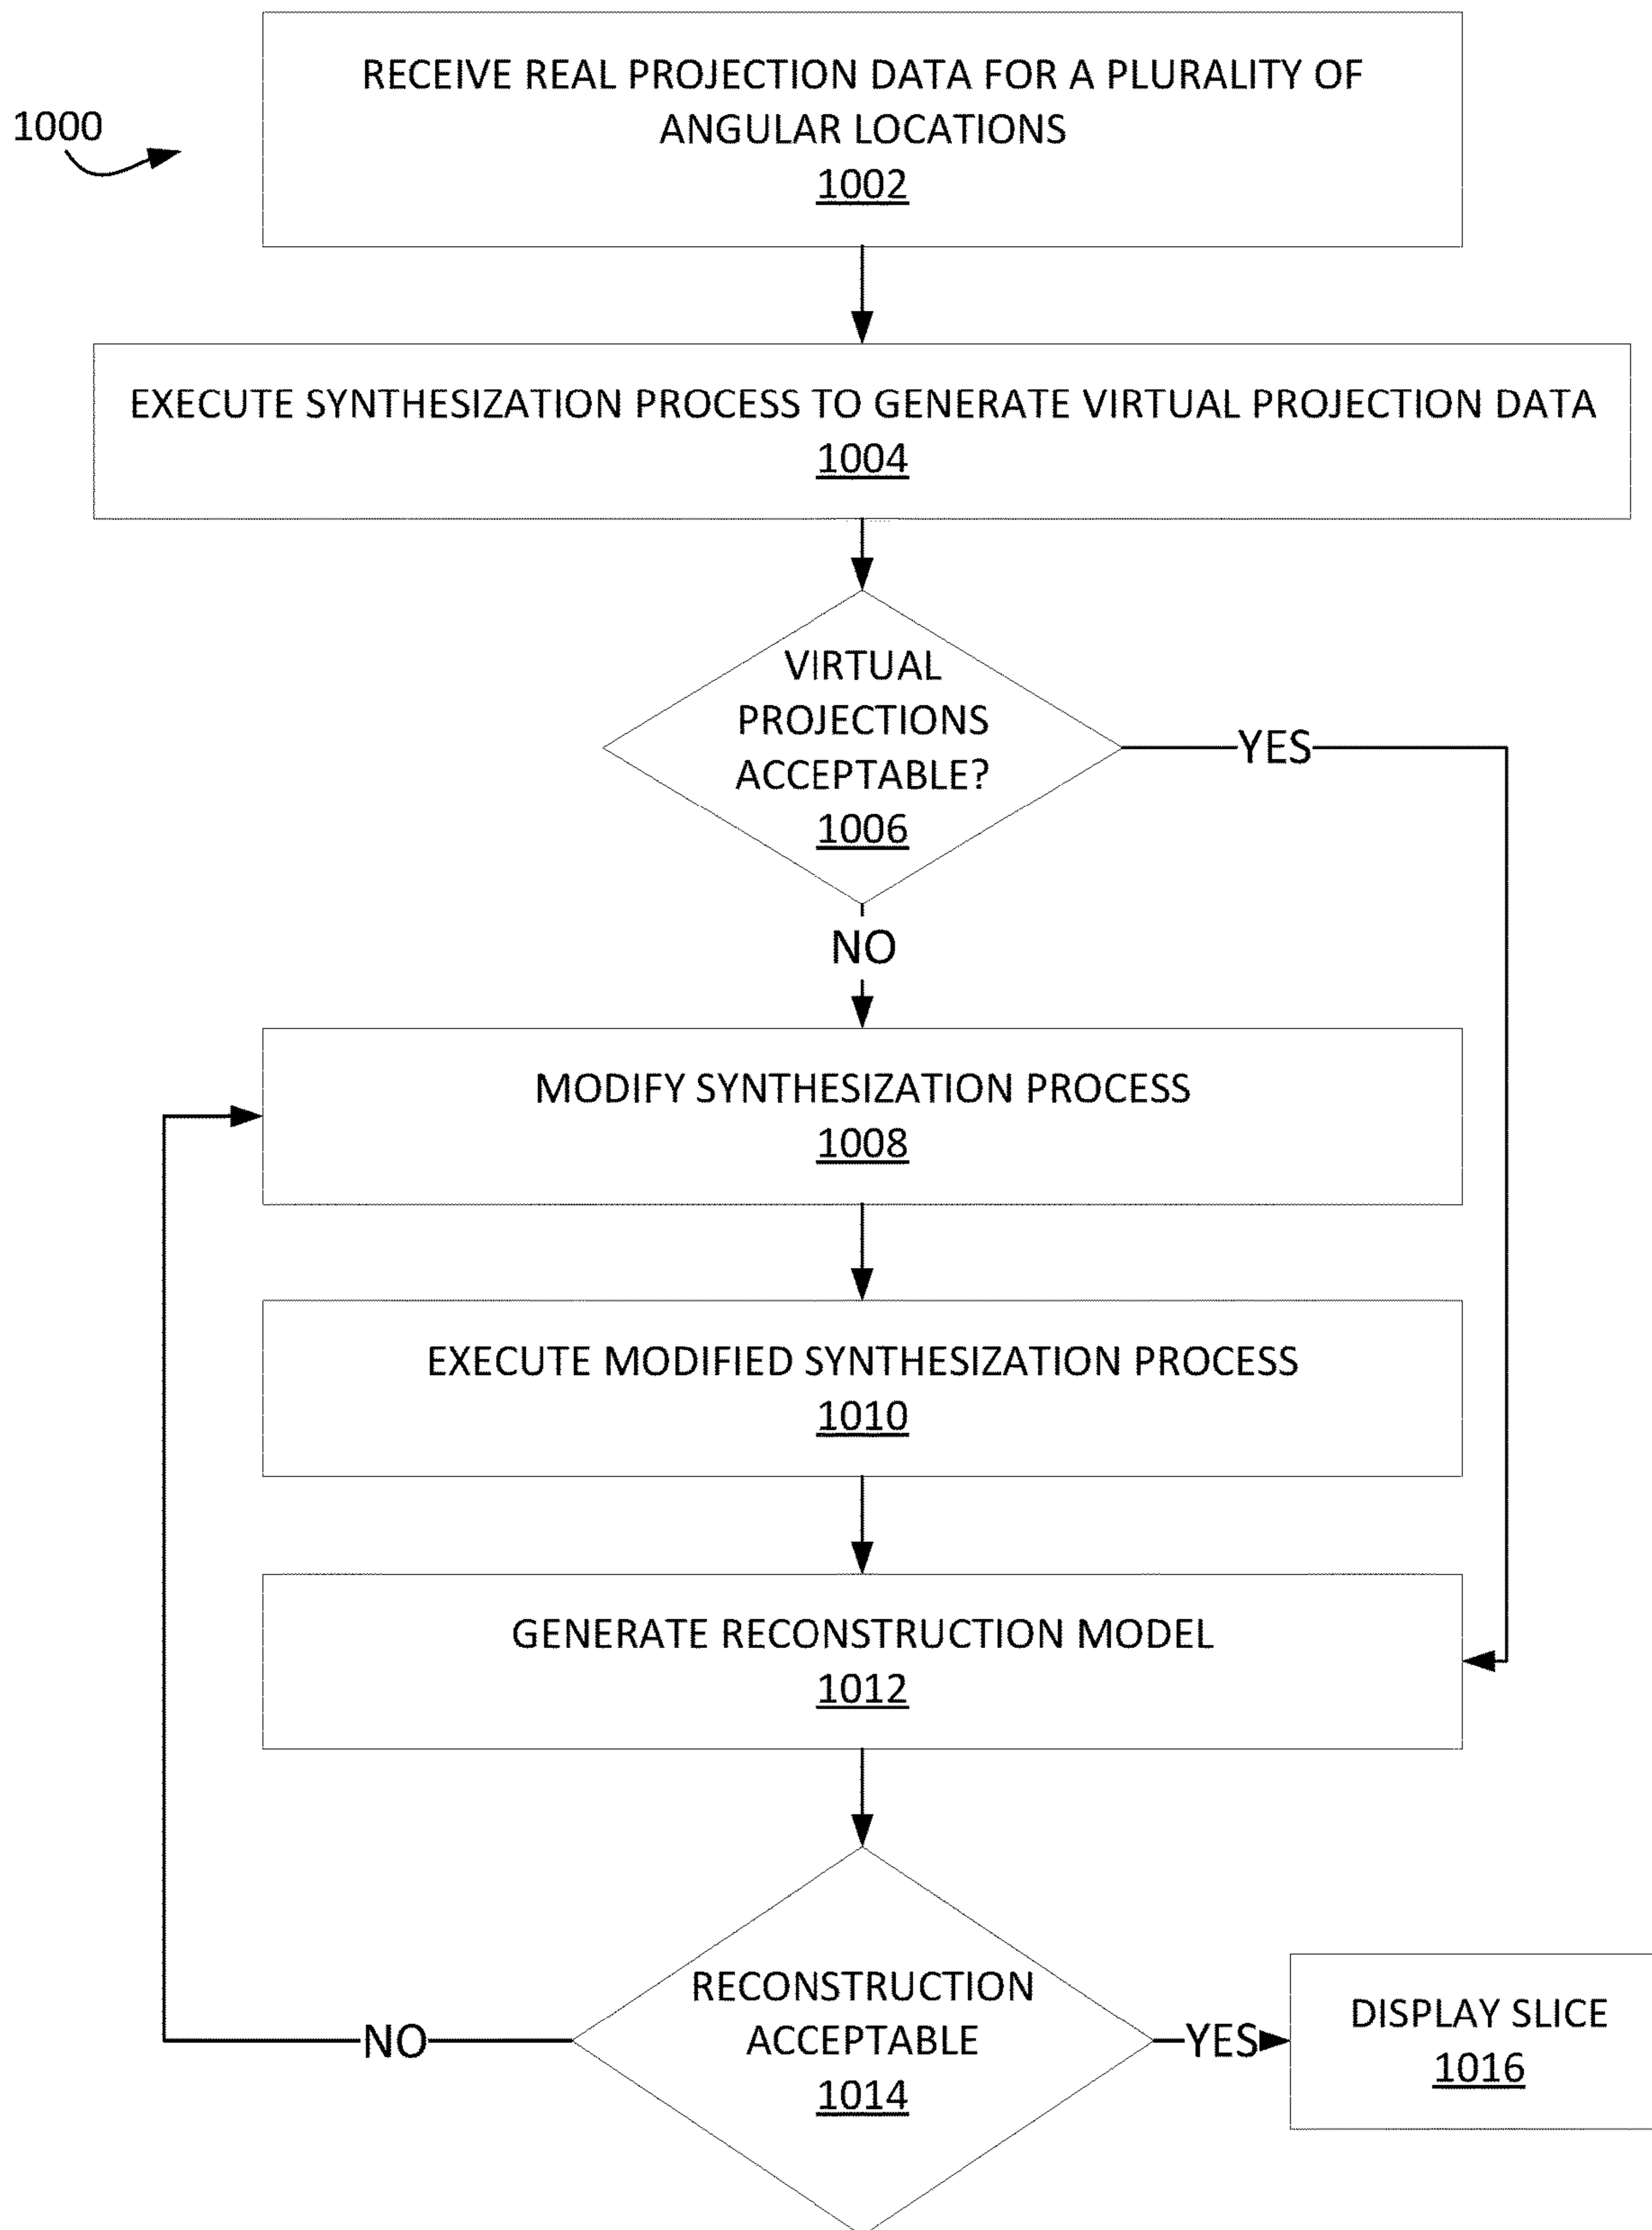 RECEIVE REAL PROJECTION DATA FOR A PLURALITY OF
ANGULAR LOCATIONS
1002
1000
EXECUTE SYNTHESIZATION PROCESS TO GENERATE VIRTUAL PROJECTION DATA
1004
VIRTUAL
PROJECTIONS
ACCEPTABLE?
1006
YES
NO
MODIFY SYNTHESIZATION PROCESS
1008
EXECUTE MODIFIED SYNTHESIZATION PROCESS
1010
GENERATE RECONSTRUCTION MODEL
1012
RECONSTRUCTION
ACCEPTABLE
1014
NO
YES
DISPLAY SLICE
1016